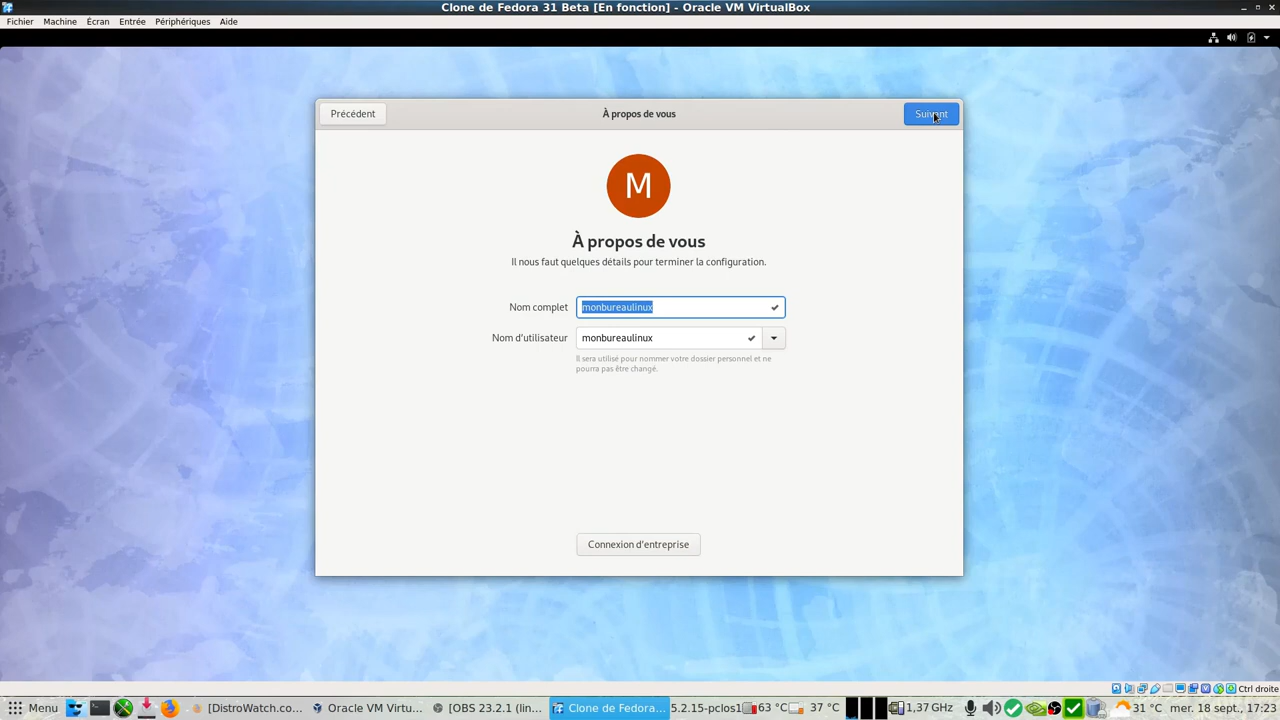 Clone de Fedora 31 Beta [En fonction] - Oracle VM VirtualBox
Fichier Machine Écran Entrée Périphériques Aide
Précédent À propos de vous Suivant
M
À propos de vous
Il nous faut quelques détails pour terminer la configuration.
Nom complet monbureaulinux
Nom d'utilisateur monbureaulinux
Il sera utilisé pour nommer votre dossier personnel et ne
pourra pas être changé.
Connexion d'entreprise
Ctrl droite
Menu [DistroWatch.co... Oracle VM Virtu... [OBS 23.2.1 (lin... Clone de Fedora... 5.2.15-pclos1 63 °C 37 °C 1,37 GHz 31 °C mer. 18 sept., 17:23